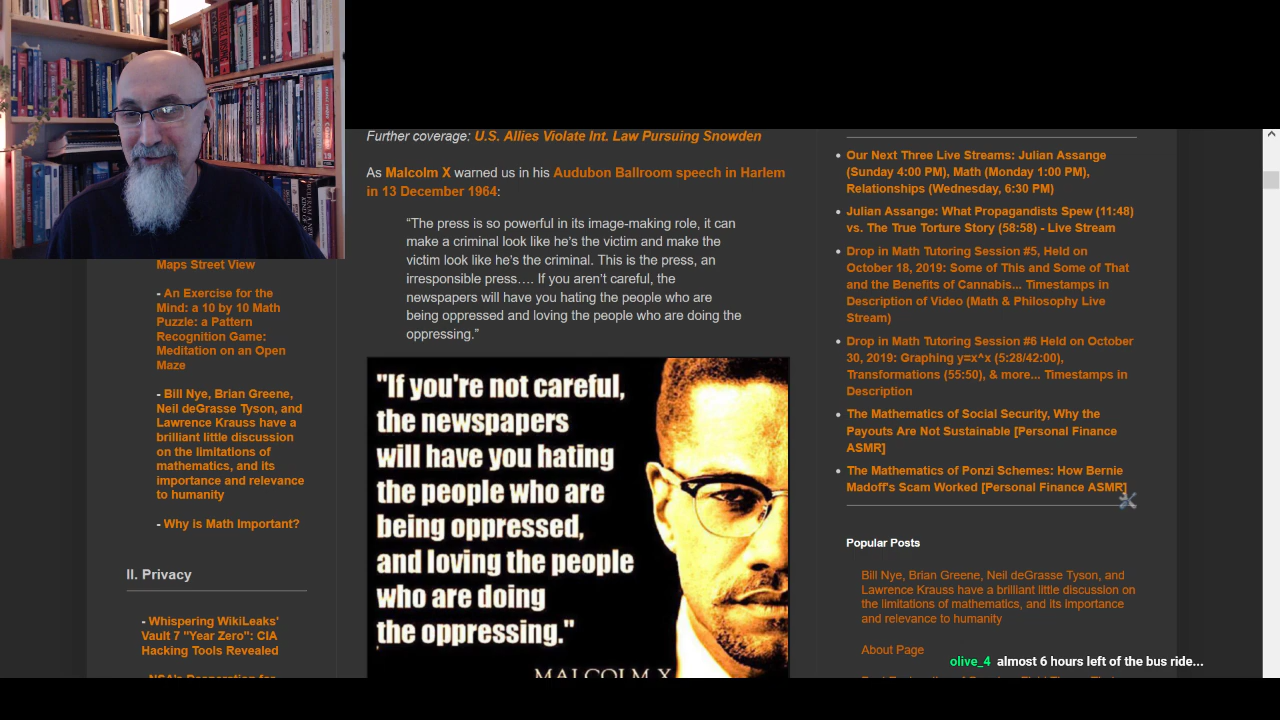 Further coverage: U.S. Allies Violate Int. Law Pursuing Snowden
As Malcolm X warned us in his Audubon Ballroom speech in Harlem
in 13 December 1964:
“The press is so powerful in its image-making role, it can
make a criminal look like he's the victim and make the
victim look like he's the criminal. This is the press, an
irresponsible press…. If you aren’t careful, the
newspapers will have you hating the people who are
being oppressed and loving the people who are doing the
oppressing.”
"If you're not careful,
the newspapers
will have you hating
the people who are
being oppressed,
and loving the people
who are doing
the oppressing."
MALCOLM X
Maps Street View
- An Exercise for the
Mind: a 10 by 10 Math
Puzzle: a Pattern
Recognition Game:
Meditation on an Open
Maze
- Bill Nye, Brian Greene,
Neil deGrasse Tyson, and
Lawrence Krauss have a
brilliant little discussion
on the limitations of
mathematics, and its
importance and relevance
to humanity
- Why is Math Important?
II. Privacy
- Whispering WikiLeaks'
Vault 7 "Year Zero": CIA
Hacking Tools Revealed
Our Next Three Live Streams: Julian Assange
(Sunday 4:00 PM), Math (Monday 1:00 PM),
Relationships (Wednesday, 6:30 PM)
Julian Assange: What Propagandists Spew (11:48)
vs. The True Torture Story (58:58) - Live Stream
Drop in Math Tutoring Session #5, Held on
October 18, 2019: Some of This and Some of That
and the Benefits of Cannabis... Timestamps in
Description of Video (Math & Philosophy Live
Stream)
Drop in Math Tutoring Session #6 Held on October
30, 2019: Graphing y=x^x (5:28/42:00),
Transformations (55:50), & more... Timestamps in
Description
The Mathematics of Social Security, Why the
Payouts Are Not Sustainable [Personal Finance
ASMR]
The Mathematics of Ponzi Schemes: How Bernie
Madoff's Scam Worked [Personal Finance ASMR]
Popular Posts
Bill Nye, Brian Greene, Neil deGrasse Tyson, and
Lawrence Krauss have a brilliant little discussion on
the limitations of mathematics, and its importance
and relevance to humanity
About Page
olive_4 almost 6 hours left of the bus ride...